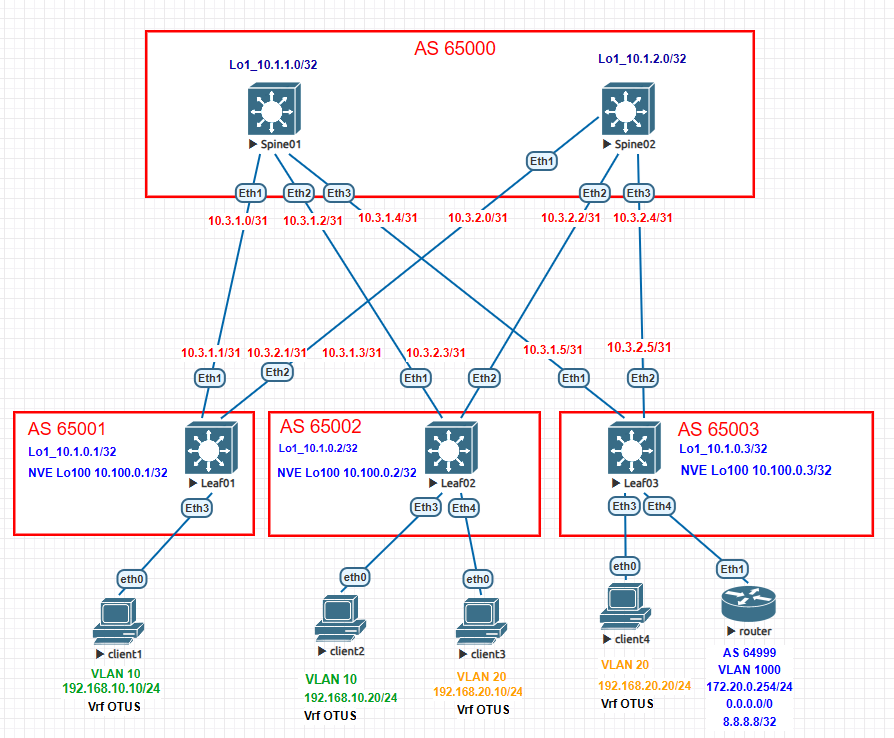 AS 65000
Lo1_10.1.1.0/32
Lo1_10.1.2.0/32
Spine01
Spine02
Eth1
Eth1
Eth2
Eth3
Eth2
Eth3
10.3.1.0/31
10.3.1.2/31
10.3.1.4/31
10.3.2.0/31
10.3.2.2/31
10.3.2.4/31
10.3.1.1/31
10.3.2.1/31
10.3.1.3/31
10.3.2.3/31
10.3.1.5/31
10.3.2.5/31
Eth1
Eth2
Eth1
Eth2
Eth1
Eth2
AS 65001
Lo1_10.1.0.1/32
NVE Lo100 10.100.0.1/32
Leaf01
Eth3
AS 65002
Lo1_10.1.0.2/32
NVE Lo100 10.100.0.2/32
Leaf02
Eth3
Eth4
AS 65003
Lo1_10.1.0.3/32
NVE Lo100 10.100.0.3/32
Leaf03
Eth3
Eth4
eth0
client1
VLAN 10
192.168.10.10/24
Vrf OTUS
eth0
client2
VLAN 10
192.168.10.20/24
Vrf OTUS
eth0
client3
VLAN 20
192.168.20.10/24
Vrf OTUS
eth0
client4
VLAN 20
192.168.20.20/24
Vrf OTUS
Eth1
router
AS 64999
VLAN 1000
172.20.0.254/24
0.0.0.0/0
8.8.8.8/32